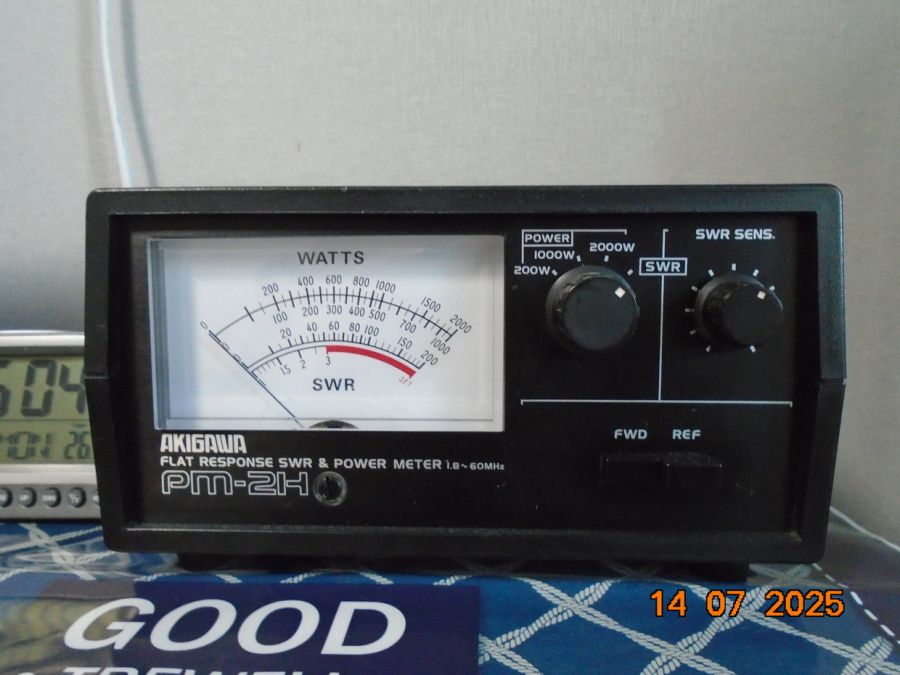 WATTS
0 200 400 600 800 1000 1500 2000
100 200 300 400 500 700 1000
20 40 60 80 100 150 200
1.5 2 3 SET
SWR
AKIGAWA
FLAT RESPONSE SWR & POWER METER 1.8~60MHz
PM-2H
POWER
200W 1000W 2000W
SWR
SWR SENS.
FWD REF
504
GOOD
14 07 2025